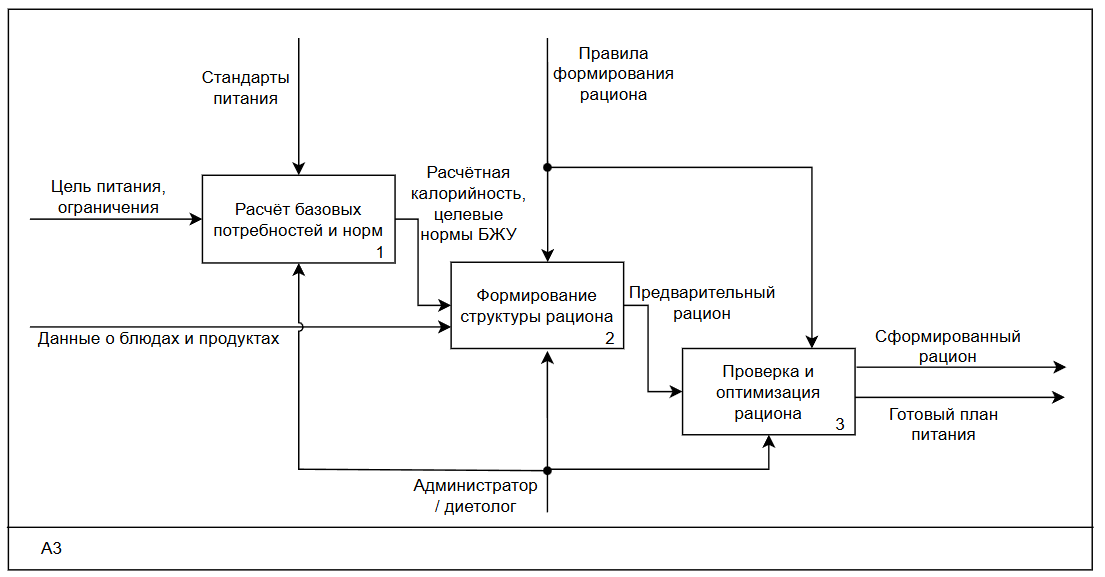 Стандарты
питания
Правила
формирования
рациона
Цель питания,
ограничения
Расчёт базовых
потребностей и норм
1
Расчётная
калорийность,
целевые
нормы БЖУ
Формирование
структуры рациона
2
Данные о блюдах и продуктах
Предварительный
рацион
Проверка и
оптимизация
рациона
3
Сформированный
рацион
Готовый план
питания
Администратор
/ диетолог
А3